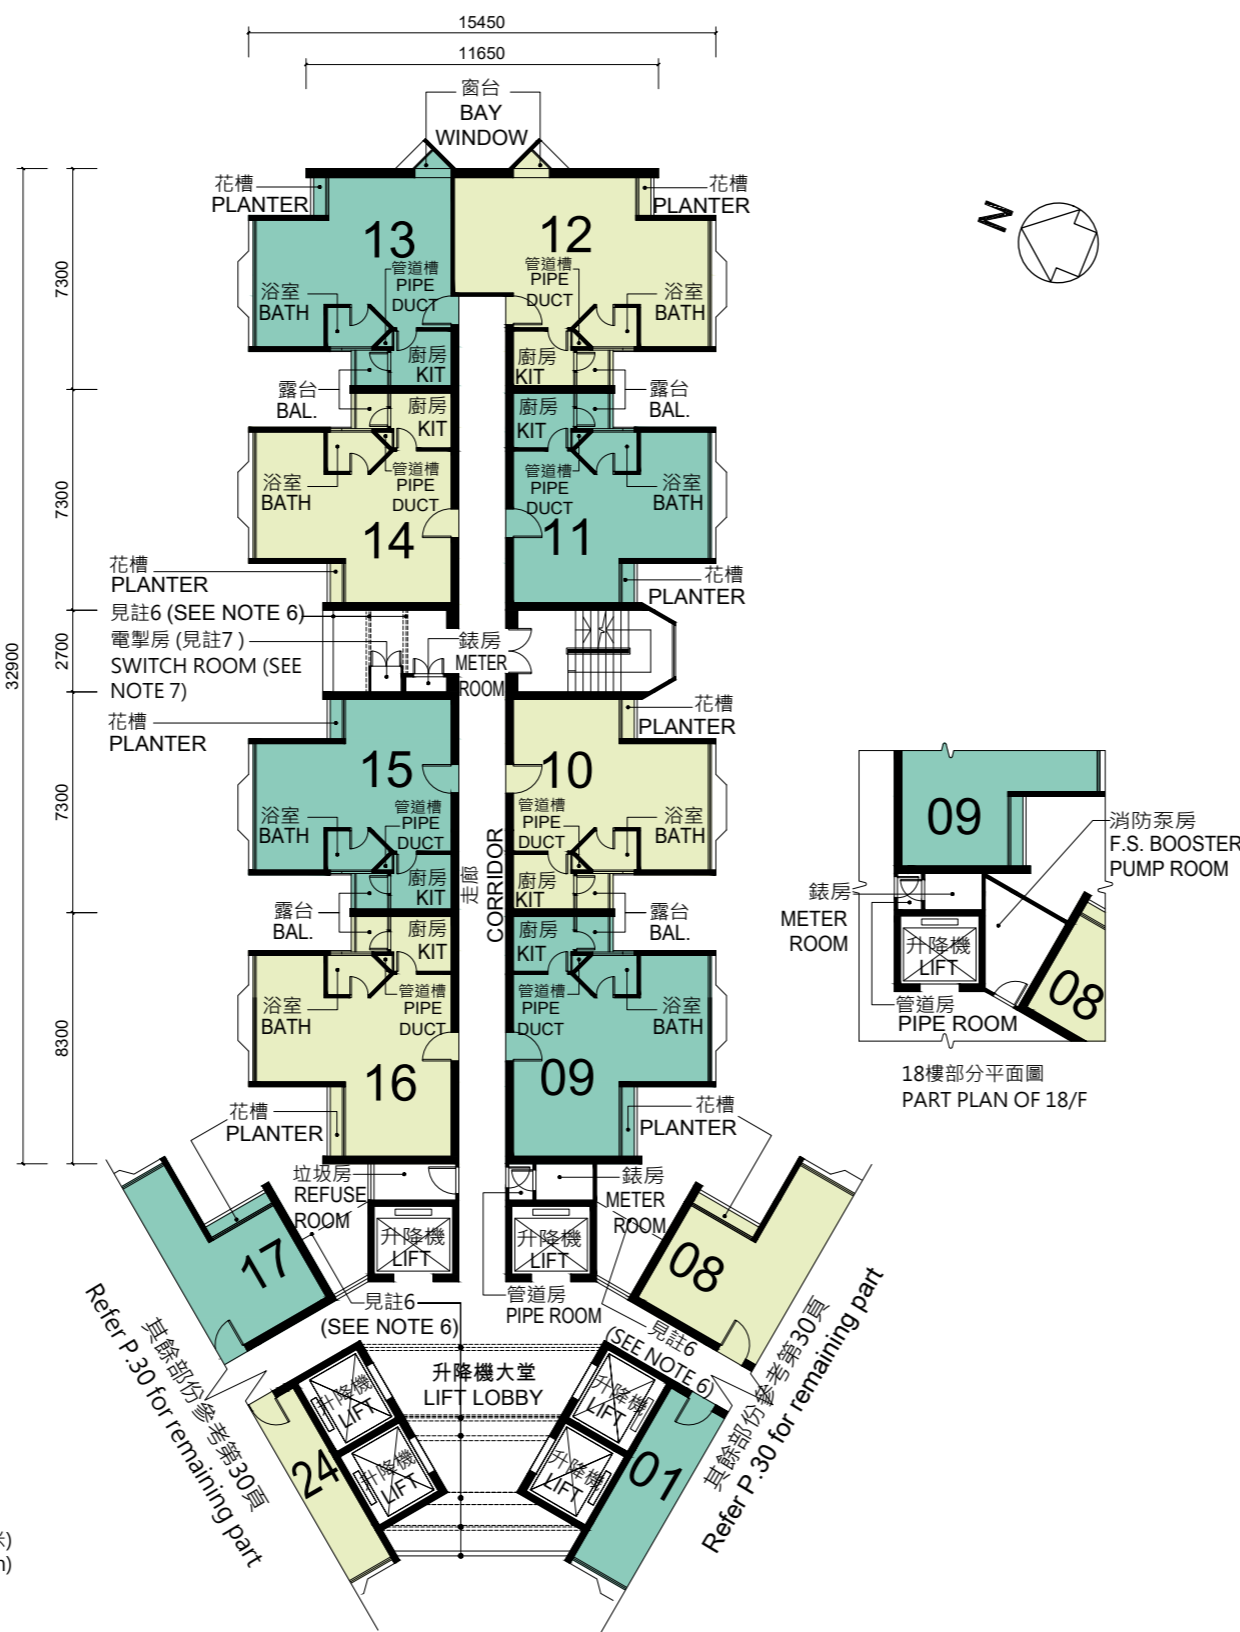 15450
11650
窗台
BAY
WINDOW
花槽
PLANTER
花槽
PLANTER
N
13
12
管道槽
PIPE
DUCT
管道槽
PIPE
DUCT
浴室
BATH
浴室
BATH
7300
廚房
KIT
廚房
KIT
露台
BAL.
露台
BAL.
廚房
KIT
廚房
KIT
管道槽
PIPE
DUCT
管道槽
PIPE
DUCT
浴室
BATH
浴室
BATH
7300
14
11
花槽
PLANTER
花槽
PLANTER
見註6 (SEE NOTE 6)
電掣房 (見註7 )
SWITCH ROOM (SEE
NOTE 7)
錶房
METER
ROOM
2700
32900
花槽
PLANTER
花槽
PLANTER
15
10
管道槽
PIPE
DUCT
管道槽
PIPE
DUCT
浴室
BATH
浴室
BATH
7300
廚房
KIT
廚房
KIT
走廊
CORRIDOR
露台
BAL.
露台
BAL.
廚房
KIT
廚房
KIT
管道槽
PIPE
DUCT
管道槽
PIPE
DUCT
浴室
BATH
浴室
BATH
8300
16
09
花槽
PLANTER
花槽
PLANTER
09
消防泵房
F.S. BOOSTER
PUMP ROOM
錶房
METER
ROOM
升降機
LIFT
08
管道房
PIPE ROOM
18樓部分平面圖
PART PLAN OF 18/F
垃圾房
REFUSE
ROOM
錶房
METER
ROOM
升降機
LIFT
升降機
LIFT
17
08
管道房
PIPE ROOM
見註6
(SEE NOTE 6)
見註6
(SEE NOTE 6)
其餘部份參考第30頁
Refer P.30 for remaining part
其餘部份參考第30頁
Refer P.30 for remaining part
升降機大堂
LIFT LOBBY
升降機
LIFT
升降機
LIFT
升降機
LIFT
升降機
LIFT
24
01